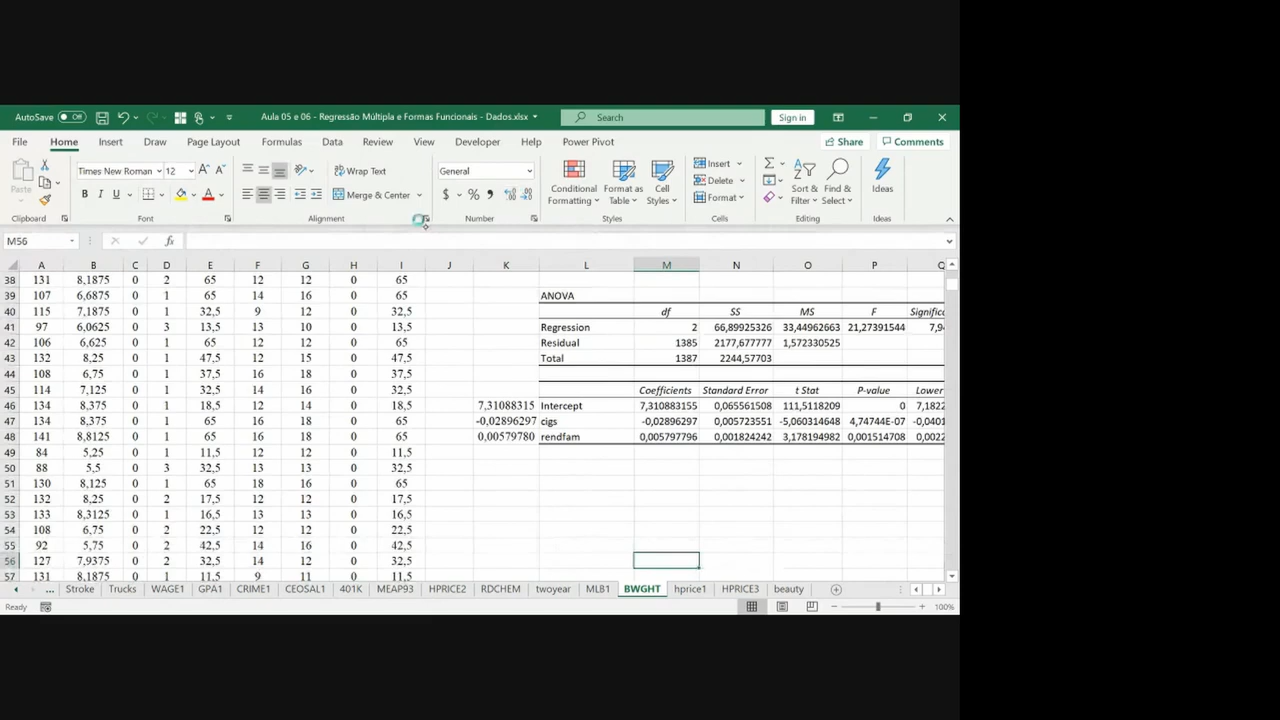 AutoSave Off Aula 05 e 06 - Regressão Múltipla e Formas Funcionais - Dados.xlsx Search Sign in
File Home Insert Draw Page Layout Formulas Data Review View Developer Help Power Pivot Share Comments
Paste Times New Roman 12 Wrap Text General Conditional Formatting Format as Table Cell Styles Insert Delete Format Sort & Filter Find & Select Ideas
B I U A Merge & Center $ %
Clipboard Font Alignment Number Styles Cells Editing Ideas
M56 fx
A B C D E F G H I J K L M N O P Q
38 131 8,1875 0 2 65 12 12 0 65
39 107 6,6875 0 1 65 14 16 0 65 ANOVA
40 115 7,1875 0 1 32,5 9 12 0 32,5 df SS MS F
41 97 6,0625 0 3 13,5 13 10 0 13,5 Regression 2 66,89925326 33,44962663 21,27391544
42 106 6,625 0 1 65 12 12 0 65 Residual 1385 2177,677777 1,572330525
43 132 8,25 0 2 47,5 12 15 0 47,5 Total 1387 2244,57703
44 108 6,75 0 1 37,5 16 18 0 37,5
45 114 7,125 0 1 32,5 14 16 0 32,5 Coefficients Standard Error t Stat P-value Lower
46 134 8,375 0 1 18,5 12 14 0 18,5 7,31088315 Intercept 7,310883155 0,065561508 111,5118209 0 7,1822
47 134 8,375 0 1 65 16 18 0 65 -0,02896297 cigs -0,02896297 0,005723551 -5,060314648 4,74744E-07 -0,0401
48 141 8,8125 0 1 65 16 18 0 65 0,00579780 rendfam 0,005797796 0,001824242 3,178194982 0,001514708 0,0022
49 84 5,25 0 1 11,5 12 12 0 11,5
50 88 5,5 0 3 32,5 13 13 0 32,5
51 130 8,125 0 1 65 18 16 0 65
52 132 8,25 0 2 17,5 12 12 0 17,5
53 133 8,3125 0 1 16,5 13 13 0 16,5
54 108 6,75 0 2 22,5 12 12 0 22,5
55 92 5,75 0 2 42,5 14 16 0 42,5
56 127 7,9375 0 2 32,5 14 12 0 32,5
57 131 8,1875 0 1 11,5 9 11 0 11,5
... Stroke Trucks WAGE1 GPA1 CRIME1 CEOSAL1 401K MEAP93 HPRICE2 RDCHEM twoyear MLB1 BWGHT hprice1 HPRICE3 beauty
Ready 100%